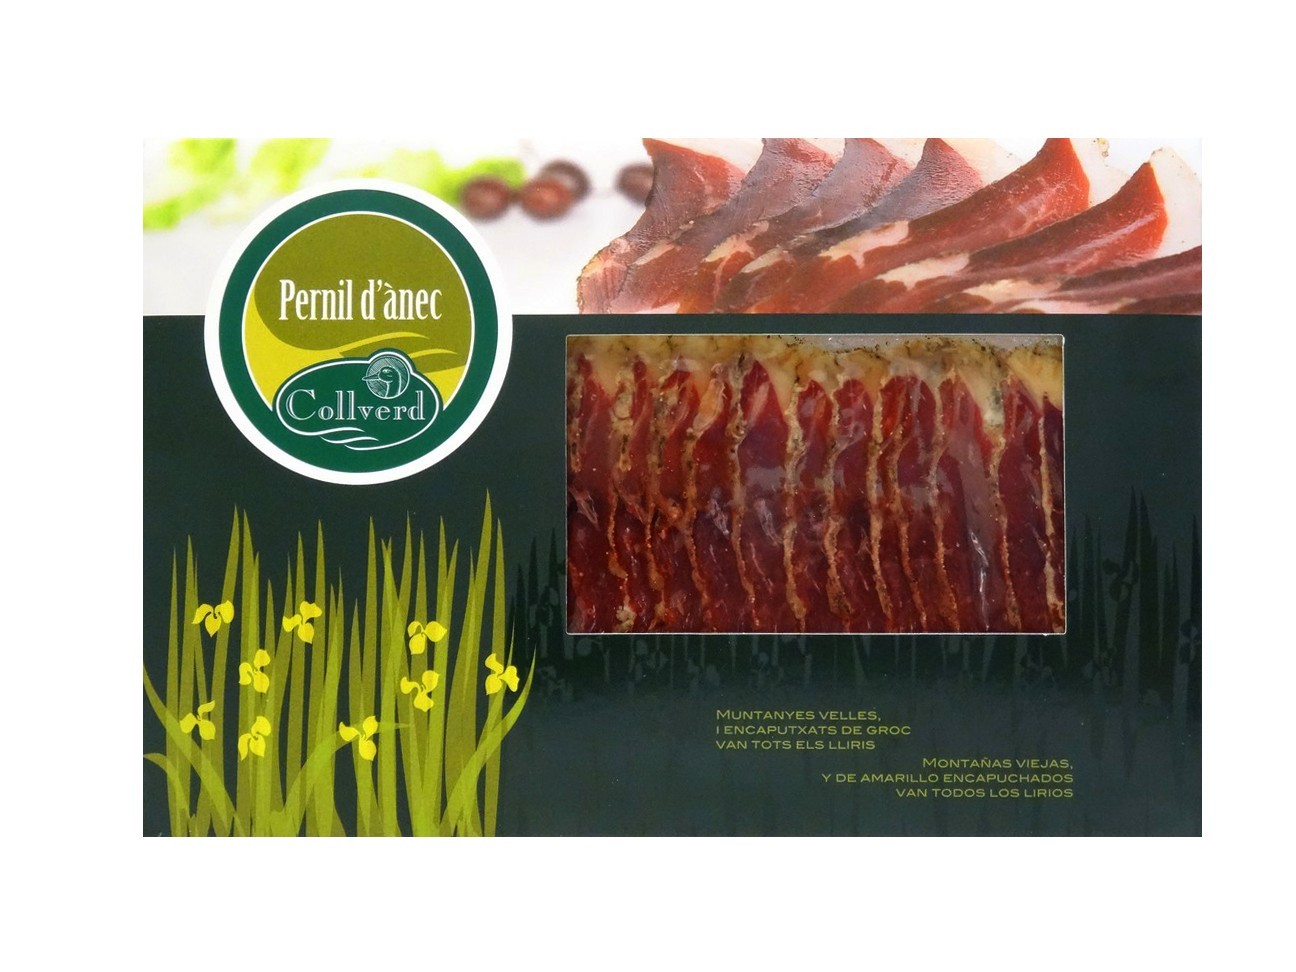 Pernil d'ànec
Collverd
MUNTANYES VELLES,
I ENCAPUTXATS DE GROC
VAN TOTS ELS LLIRIS
MONTAÑAS VIEJAS,
Y DE AMARILLO ENCAPUCHADOS
VAN TODOS LOS LIRIOS